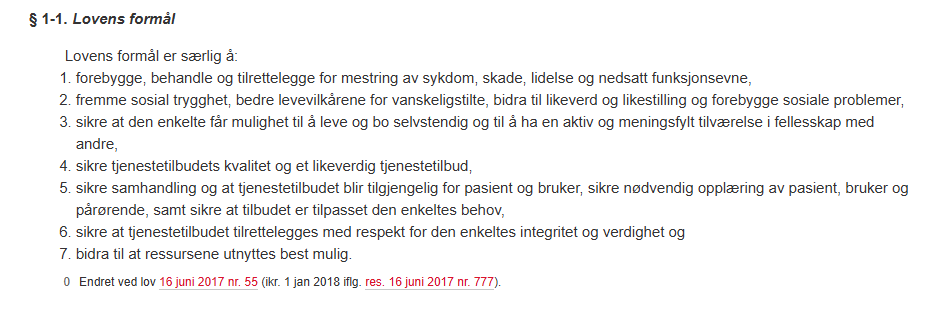 § 1-1. Lovens formål
Lovens formål er særlig å:
1. forebygge, behandle og tilrettelegge for mestring av sykdom, skade, lidelse og nedsatt funksjonsevne,
2. fremme sosial trygghet, bedre levevilkårene for vanskeligstilte, bidra til likeverd og likestilling og forebygge sosiale problemer,
3. sikre at den enkelte får mulighet til å leve og bo selvstendig og til å ha en aktiv og meningsfylt tilværelse i fellesskap med
andre,
4. sikre tjenestetilbudets kvalitet og et likeverdig tjenestetilbud,
5. sikre samhandling og at tjenestetilbudet blir tilgjengelig for pasient og bruker, sikre nødvendig opplæring av pasient, bruker og
pårørende, samt sikre at tilbudet er tilpasset den enkeltes behov,
6. sikre at tjenestetilbudet tilrettelegges med respekt for den enkeltes integritet og verdighet og
7. bidra til at ressursene utnyttes best mulig.
0 Endret ved lov 16 juni 2017 nr. 55 (ikr. 1 jan 2018 iflg. res. 16 juni 2017 nr. 777).